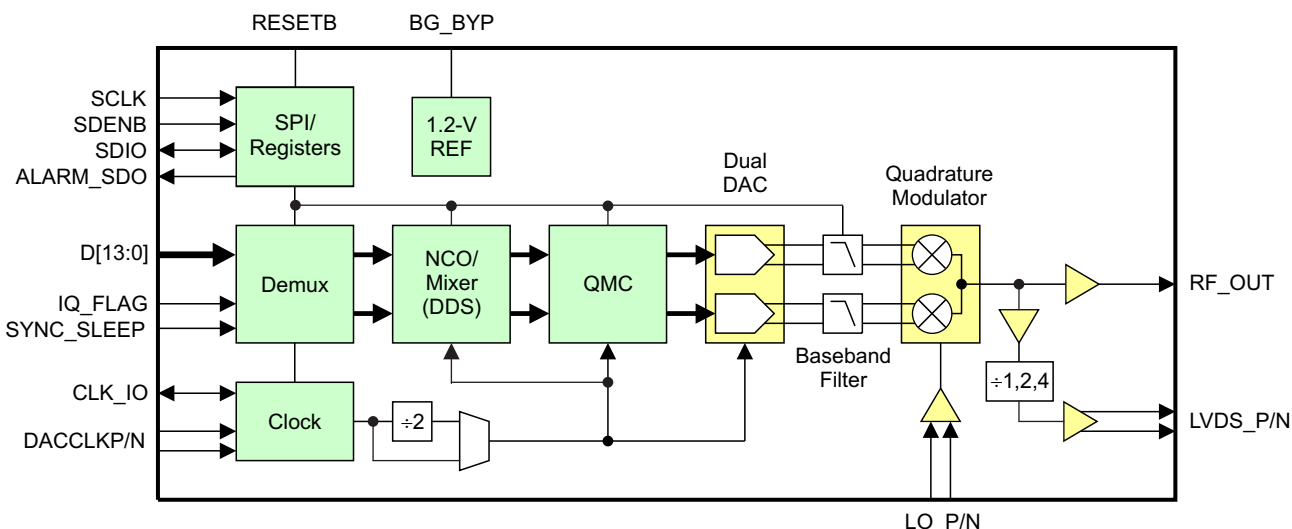 RESETB
BG_BYP
SCLK
SDENB
SDIO
ALARM_SDO
SPI/
Registers
1.2-V
REF
Dual
DAC
Quadrature
Modulator
D[13:0]
IQ_FLAG
SYNC_SLEEP
Demux
NCO/
Mixer
(DDS)
QMC
RF_OUT
Baseband
Filter
÷1,2,4
CLK_IO
DACCLKP/N
Clock
÷2
LVDS_P/N
LO_P/N